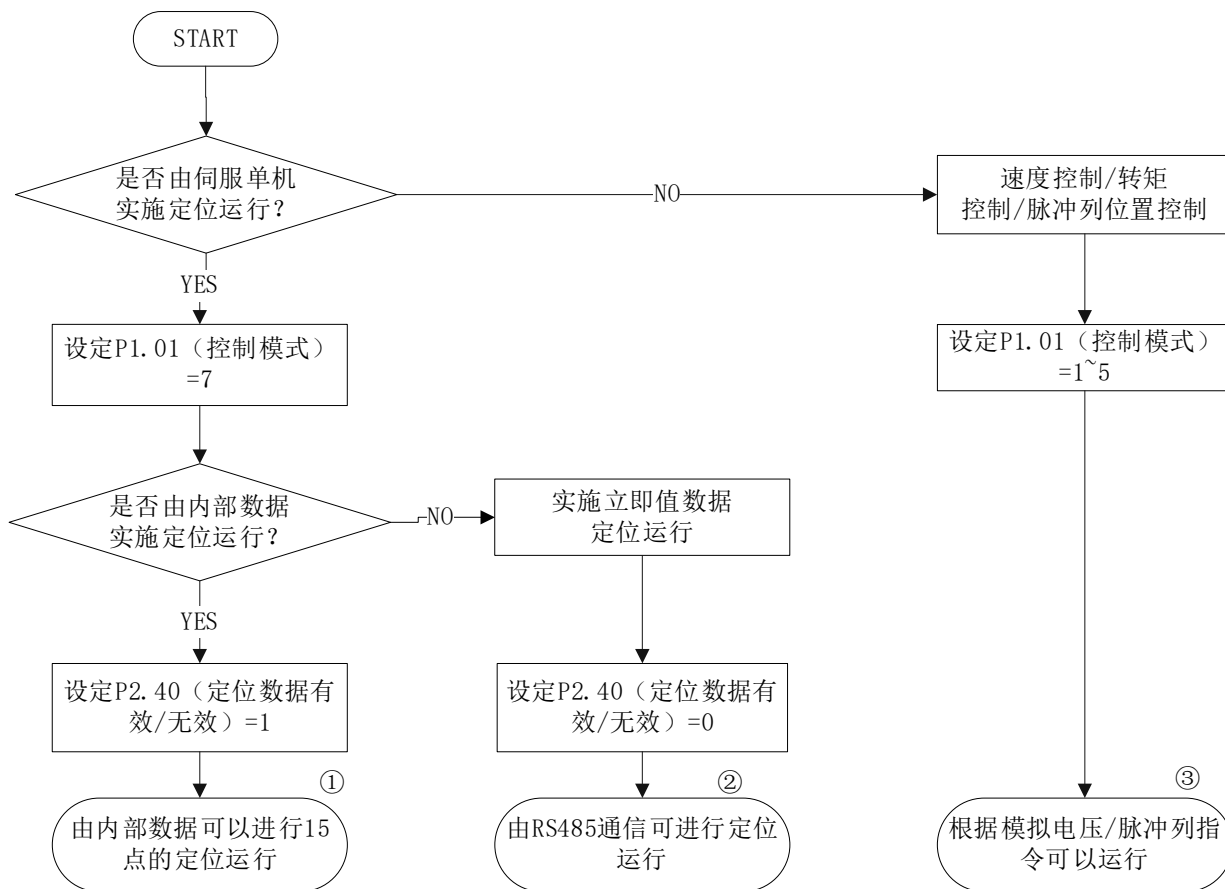 START
是否由伺服单机
实施定位运行?
NO
速度控制/转矩
控制/脉冲列位置控制
YES
设定P1.01（控制模式）
=7
设定P1.01（控制模式）
=1~5
是否由内部数据
实施定位运行?
NO
实施立即值数据
定位运行
YES
设定P2.40（定位数据有
效/无效）=1
设定P2.40（定位数据有
效/无效）=0
①
由内部数据可以进行15
点的定位运行
②
由RS485通信可进行定位
运行
③
根据模拟电压/脉冲列指
令可以运行